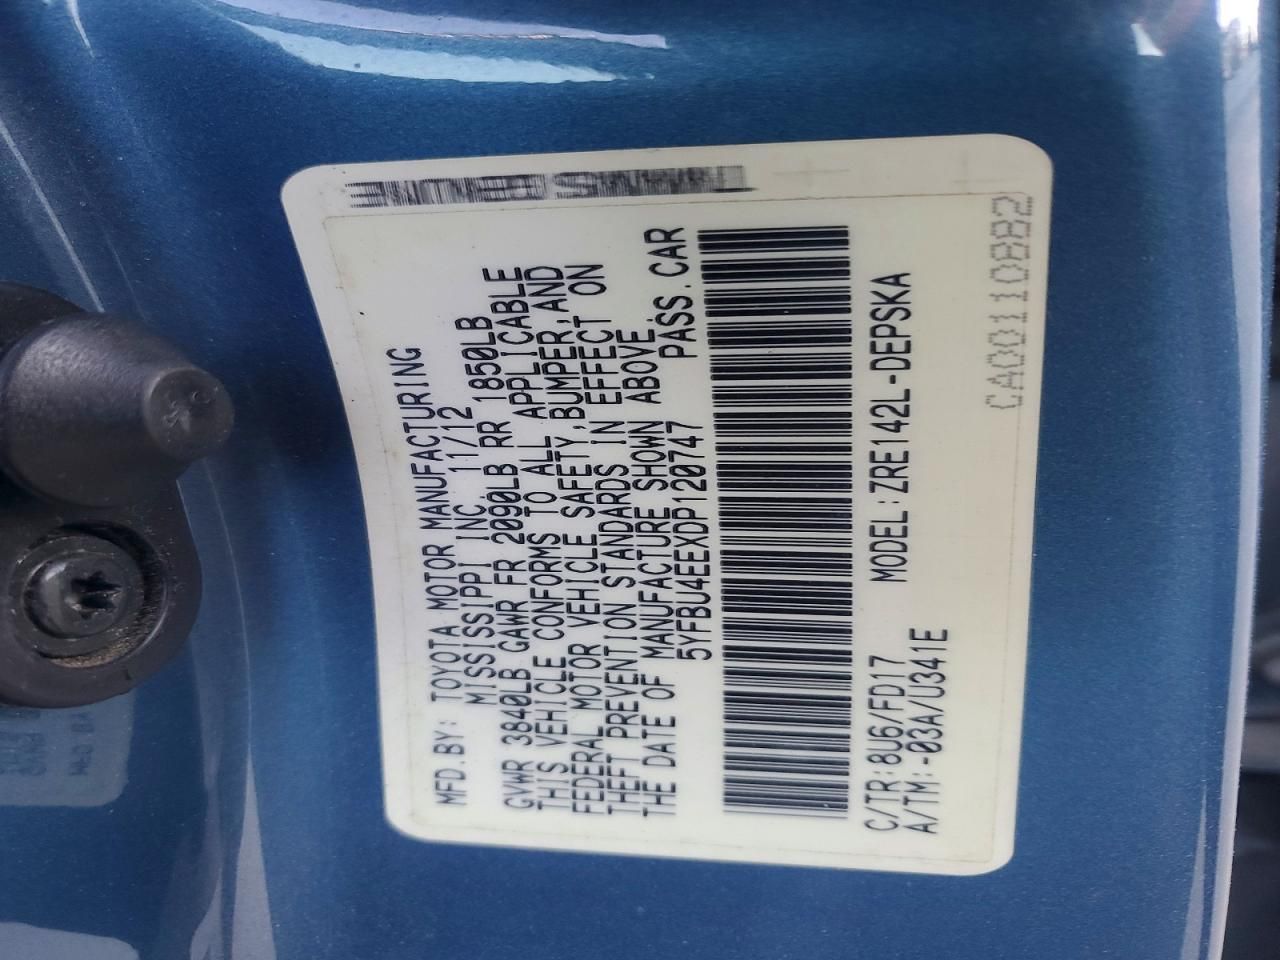 MFD.BY: TOYOTA MOTOR MANUFACTURING
MISSISSIPPI INC. 11/12
GVWR 3840LB GAWR FR 2090LB RR 1850LB
THIS VEHICLE CONFORMS TO ALL APPLICABLE
FEDERAL MOTOR VEHICLE SAFETY,BUMPER,AND
THEFT PREVENTION STANDARDS IN EFFECT ON
THE DATE OF MANUFACTURE SHOWN ABOVE.
5YFBU4EEXDP120747 PASS.CAR
MODEL:ZRE142L-DEPSKA
C/TR:8U6/FD17
A/TM:-03A/U341E
CA00110882